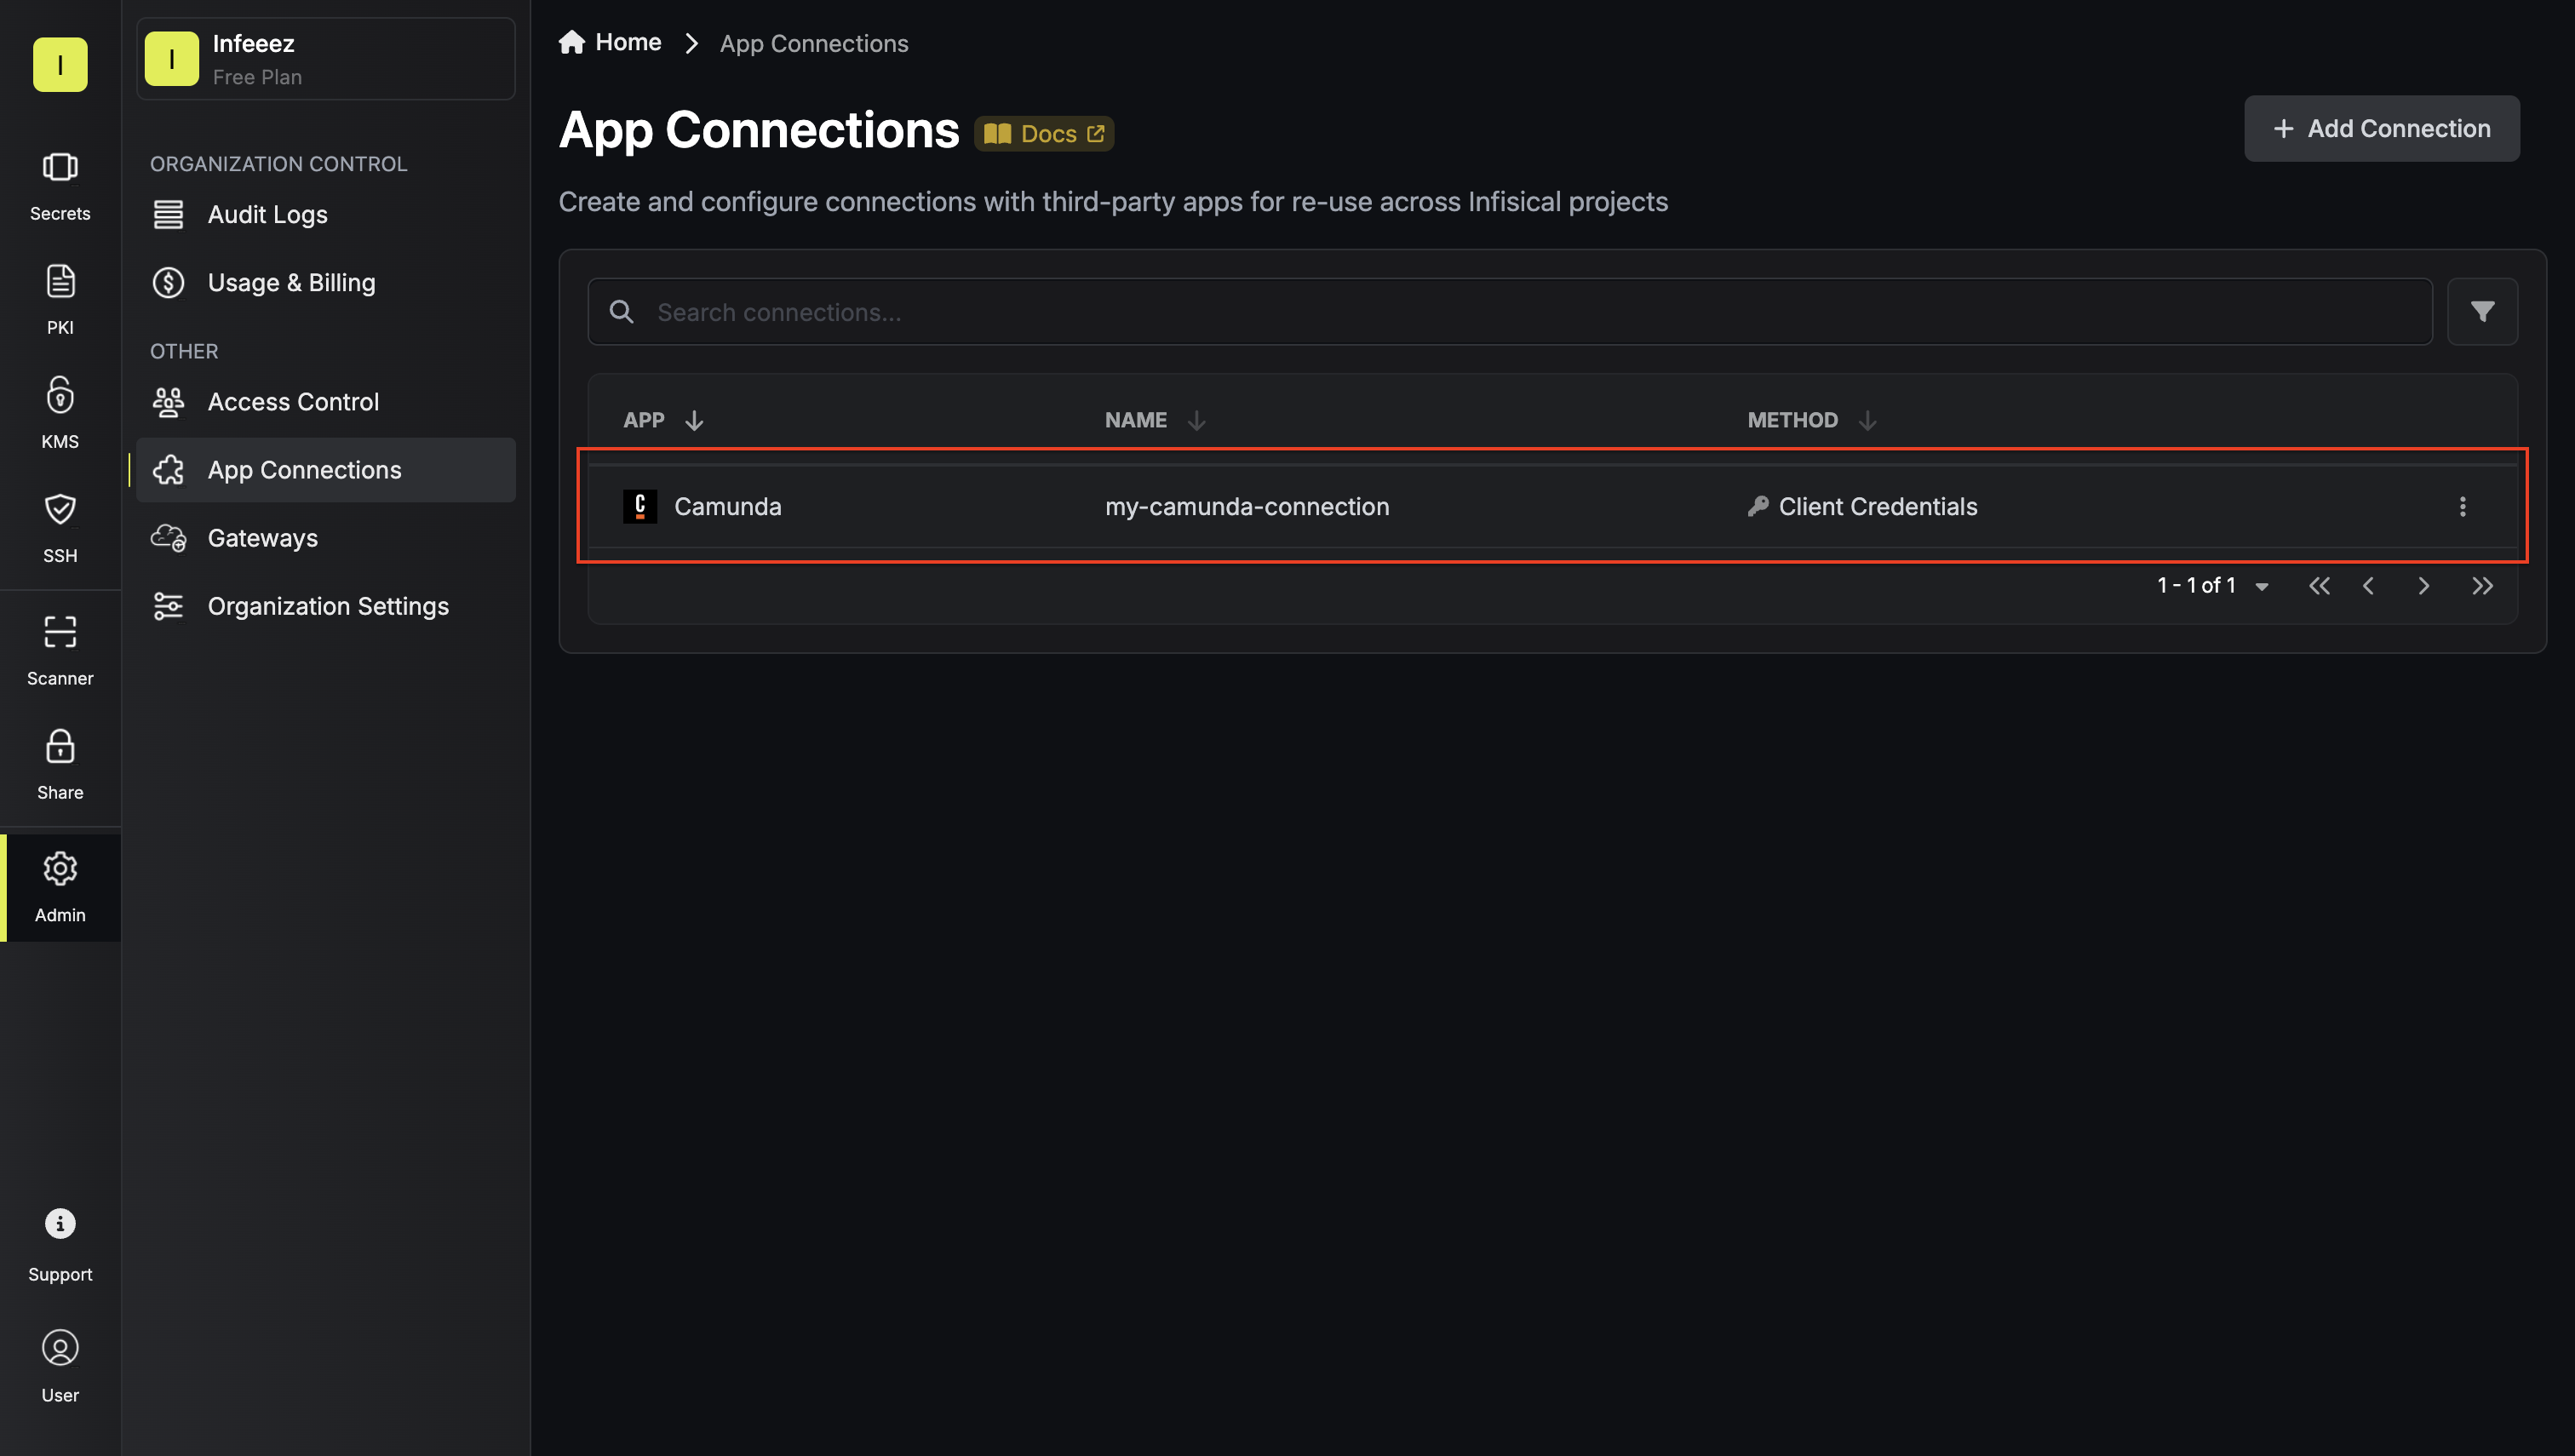 I
Secrets
PKI
KMS
SSH
Scanner
Share
Admin
Support
User
I
Infeeez
Free Plan
ORGANIZATION CONTROL
Audit Logs
Usage & Billing
OTHER
Access Control
App Connections
Gateways
Organization Settings
Home App Connections
App Connections Docs
Add Connection
Create and configure connections with third-party apps for re-use across Infisical projects
Search connections...
APP NAME METHOD
C Camunda my-camunda-connection Client Credentials
1 - 1 of 1